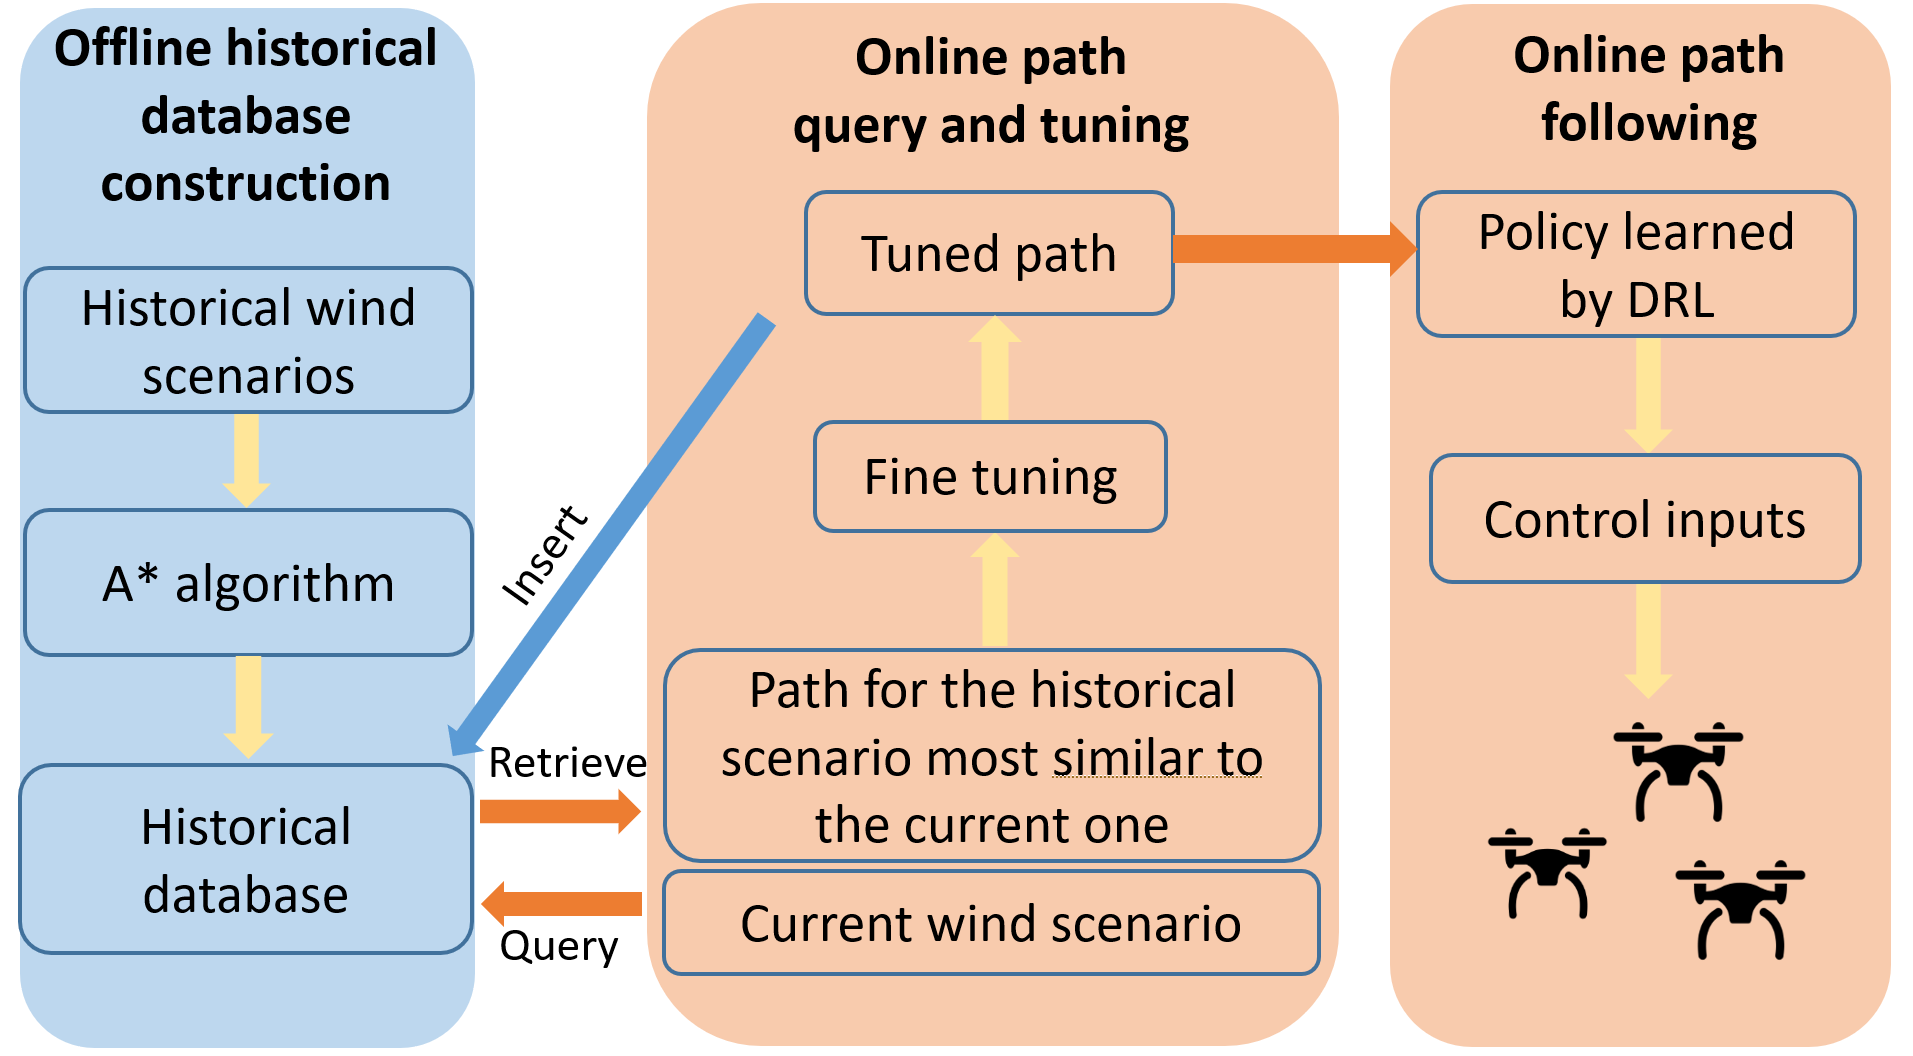 Offline historical
database
construction
Historical wind
scenarios
A* algorithm
Historical
database
Insert
Retrieve
Query
Online path
query and tuning
Tuned path
Fine tuning
Path for the historical
scenario most similar to
the current one
Current wind scenario
Online path
following
Policy learned
by DRL
Control inputs